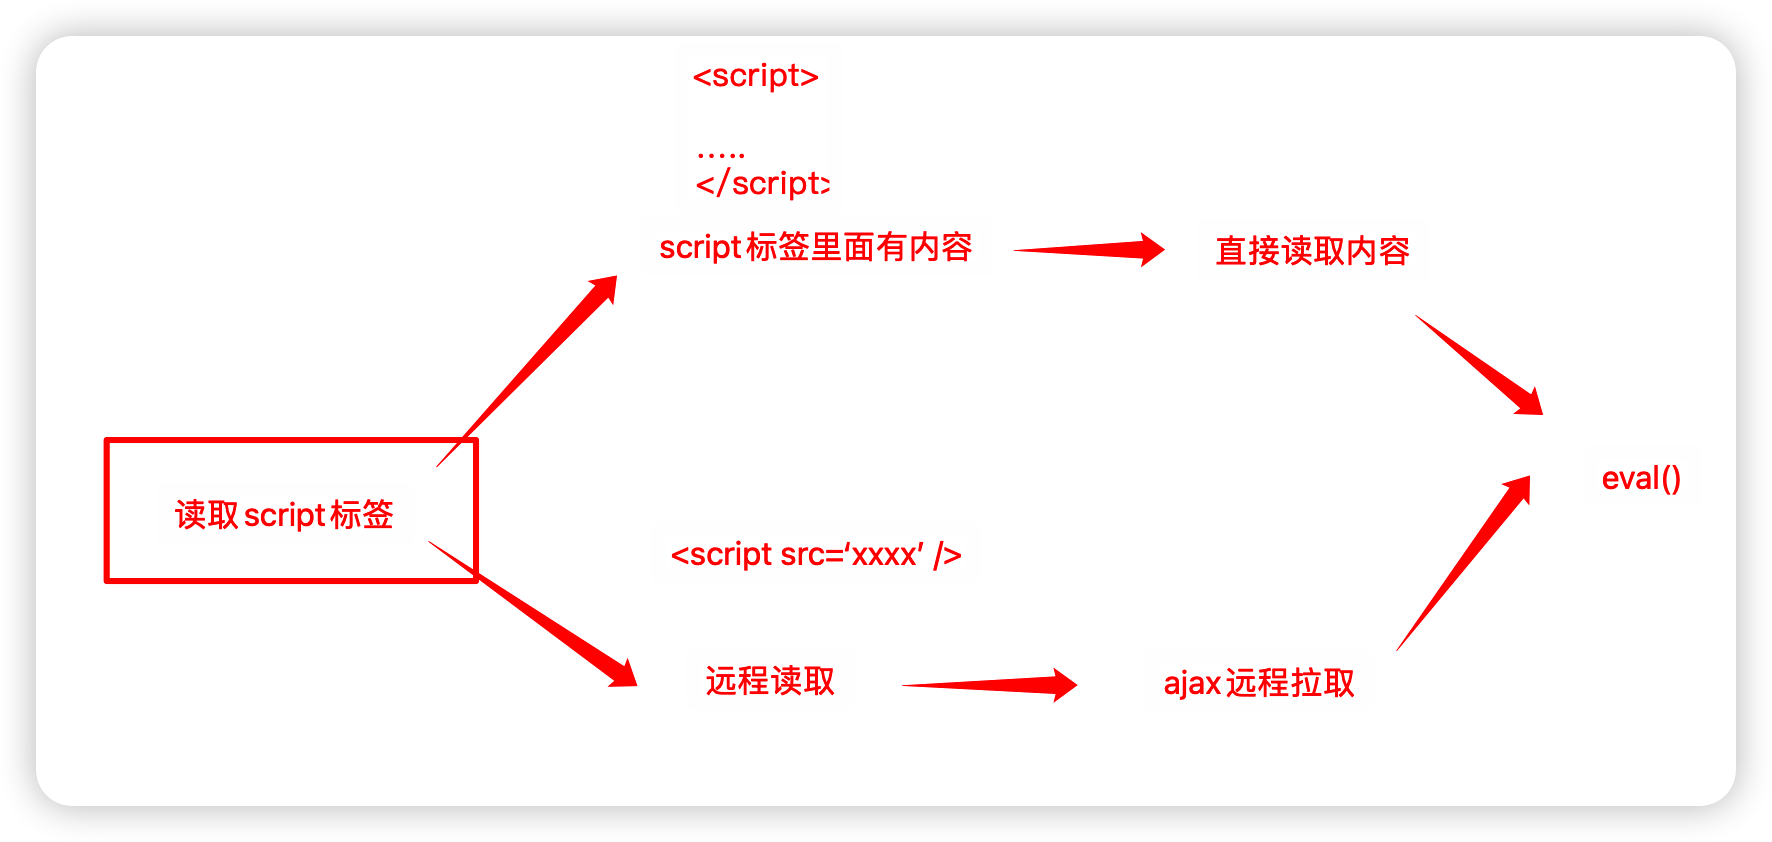 <script>
.....
</script>
script标签里面有内容
直接读取内容
读取script标签
eval()
<script src=‘xxxx’ />
远程读取
ajax远程拉取